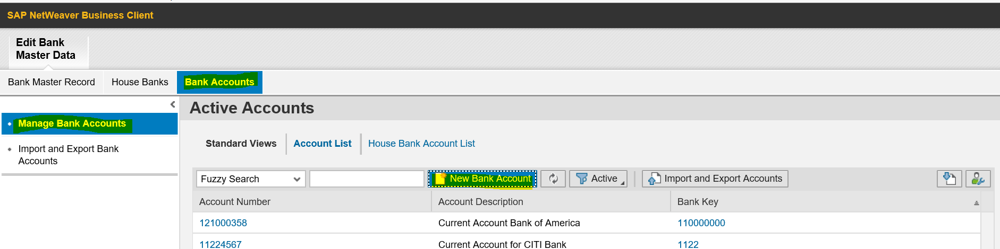 SAP NetWeaver Business Client
Edit Bank
Master Data
Bank Master Record House Banks Bank Accounts
Manage Bank Accounts
Import and Export Bank
Accounts
Active Accounts
Standard Views Account List House Bank Account List
Fuzzy Search New Bank Account Active Import and Export Accounts
Account Number Account Description Bank Key
121000358 Current Account Bank of America 110000000
11224567 Current Account for CITI Bank 1122